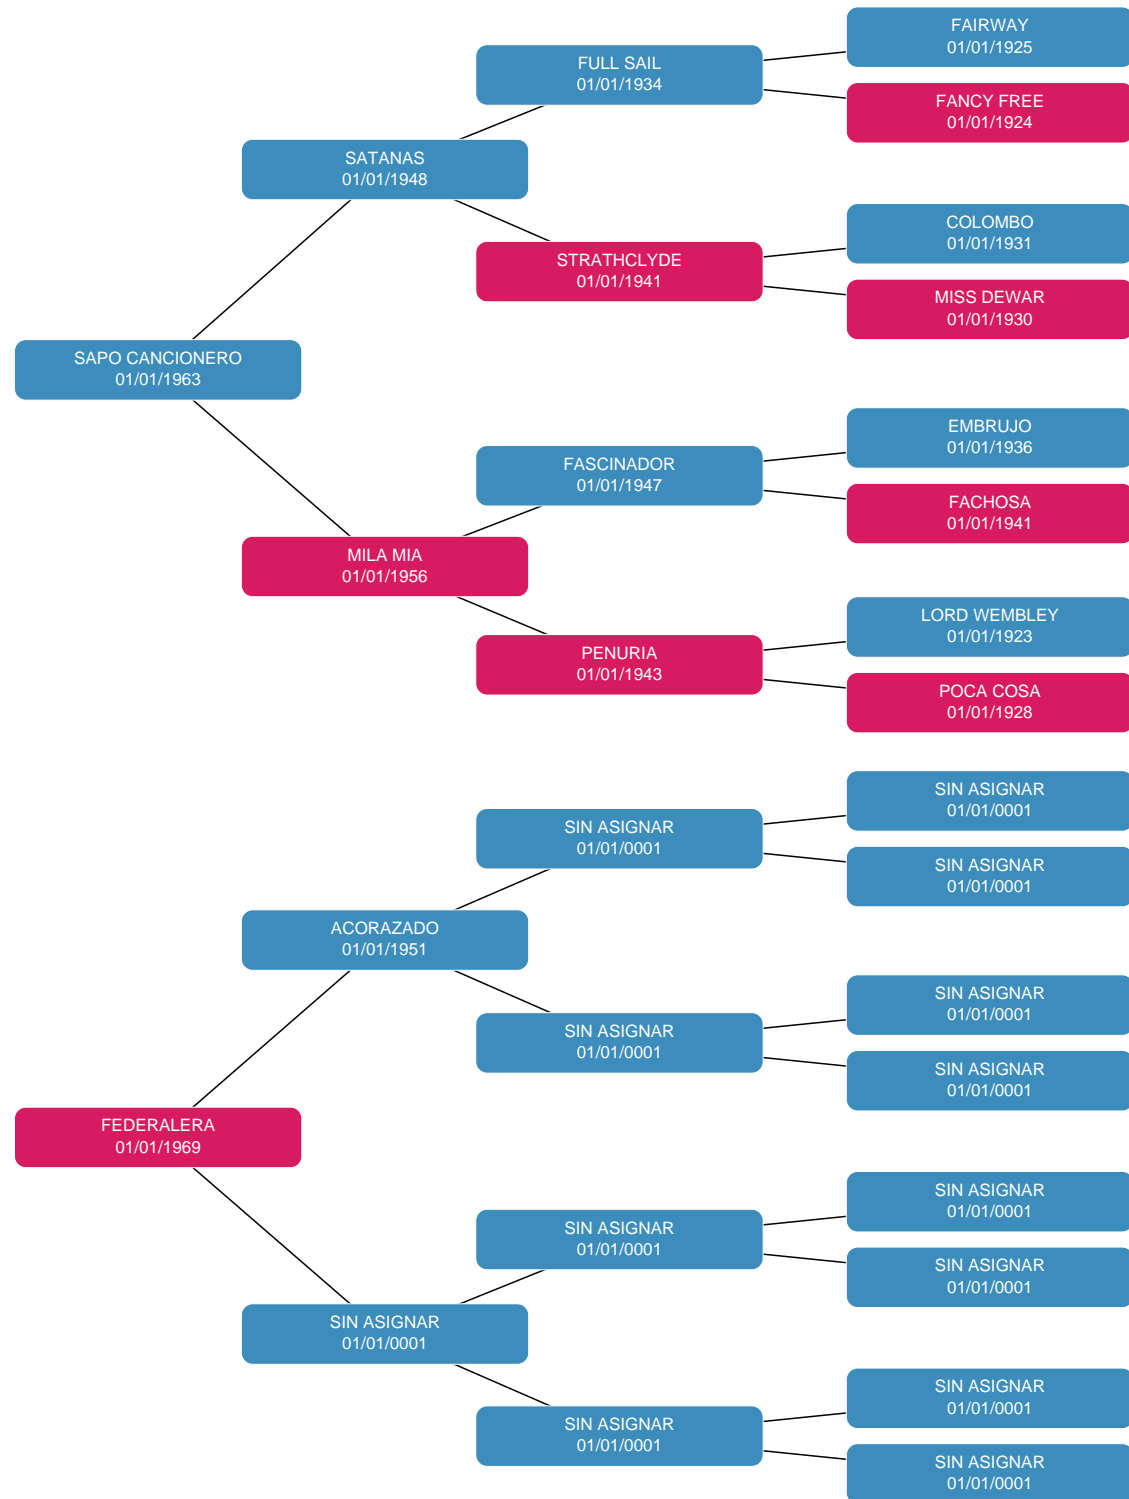 FAIRWAY
01/01/1925
FULL SAIL
01/01/1934
FANCY FREE
01/01/1924
SATANAS
01/01/1948
COLOMBO
01/01/1931
STRATHCLYDE
01/01/1941
MISS DEWAR
01/01/1930
SAPO CANCIONERO
01/01/1963
EMBRUJO
01/01/1936
FASCINADOR
01/01/1947
FACHOSA
01/01/1941
MILA MIA
01/01/1956
LORD WEMBLEY
01/01/1923
PENURIA
01/01/1943
POCA COSA
01/01/1928
SIN ASIGNAR
01/01/0001
SIN ASIGNAR
01/01/0001
SIN ASIGNAR
01/01/0001
ACORAZADO
01/01/1951
SIN ASIGNAR
01/01/0001
SIN ASIGNAR
01/01/0001
SIN ASIGNAR
01/01/0001
FEDERALERA
01/01/1969
SIN ASIGNAR
01/01/0001
SIN ASIGNAR
01/01/0001
SIN ASIGNAR
01/01/0001
SIN ASIGNAR
01/01/0001
SIN ASIGNAR
01/01/0001
SIN ASIGNAR
01/01/0001
SIN ASIGNAR
01/01/0001